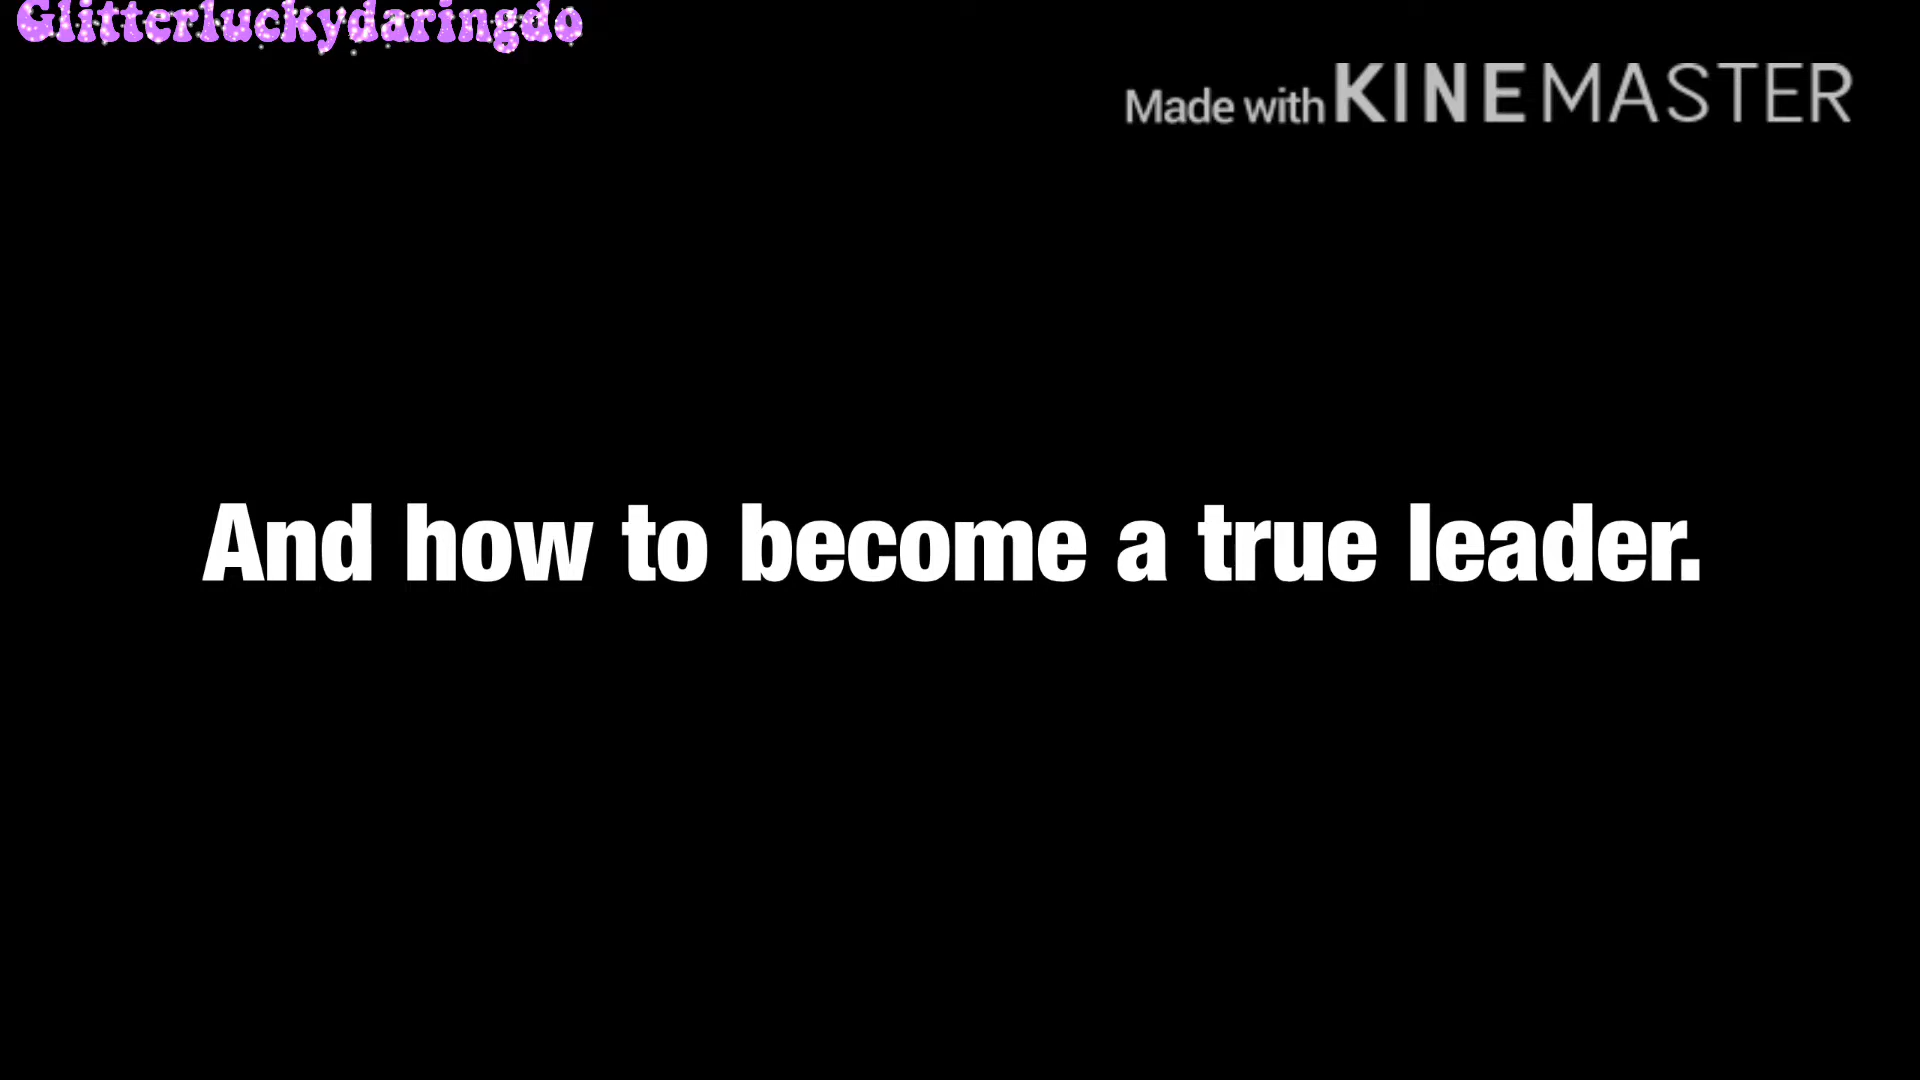 Glitterluckydaringdo
Made with KINEMASTER
And how to become a true leader.